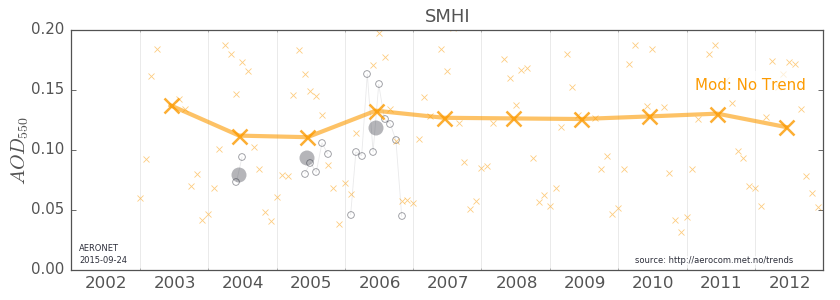 SMHI
0.20
0.15
0.10
0.05
0.00
AOD550
Mod: No Trend
AERONET
2015-09-24
source: http://aerocom.met.no/trends
2002 2003 2004 2005 2006 2007 2008 2009 2010 2011 2012